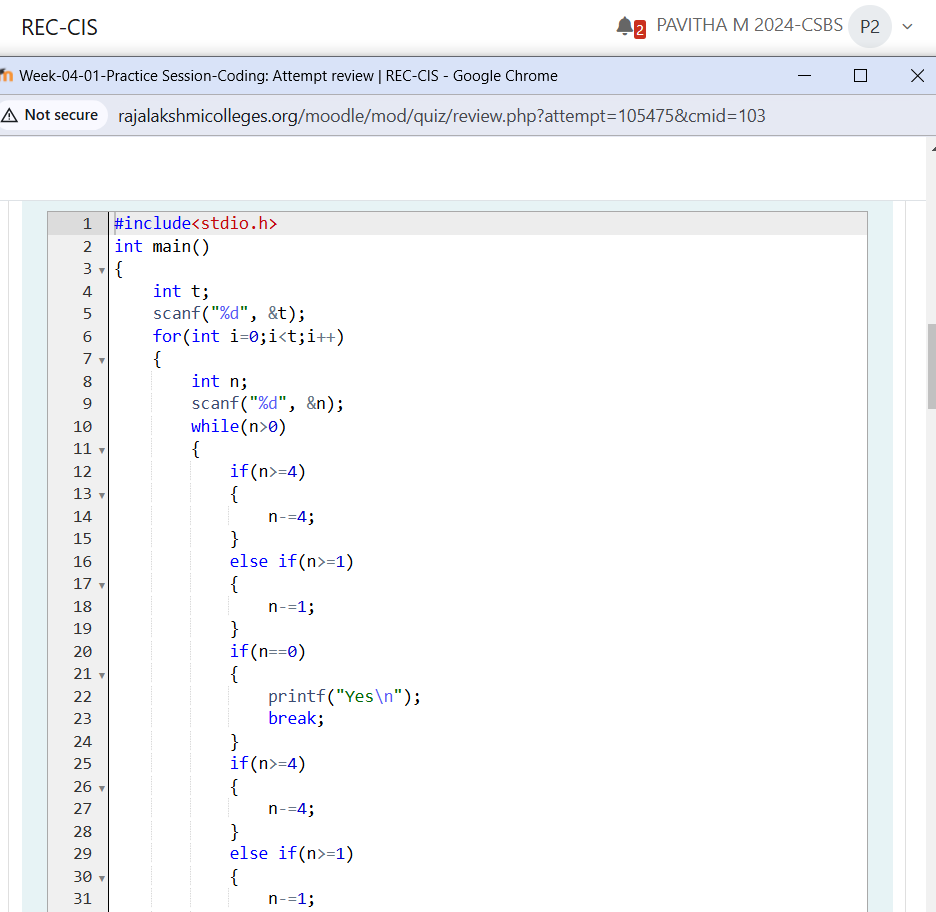 REC-CIS
2 PAVITHA M 2024-CSBS P2
Week-04-01-Practice Session-Coding: Attempt review | REC-CIS - Google Chrome
Not secure rajalakshmicolleges.org/moodle/mod/quiz/review.php?attempt=105475&cmid=103
1 #include<stdio.h>
2 int main()
3 {
4 int t;
5 scanf("%d", &t);
6 for(int i=0;i<t;i++)
7 {
8 int n;
9 scanf("%d", &n);
10 while(n>0)
11 {
12 if(n>=4)
13 {
14 n-=4;
15 }
16 else if(n>=1)
17 {
18 n-=1;
19 }
20 if(n==0)
21 {
22 printf("Yes\n");
23 break;
24 }
25 if(n>=4)
26 {
27 n-=4;
28 }
29 else if(n>=1)
30 {
31 n-=1;